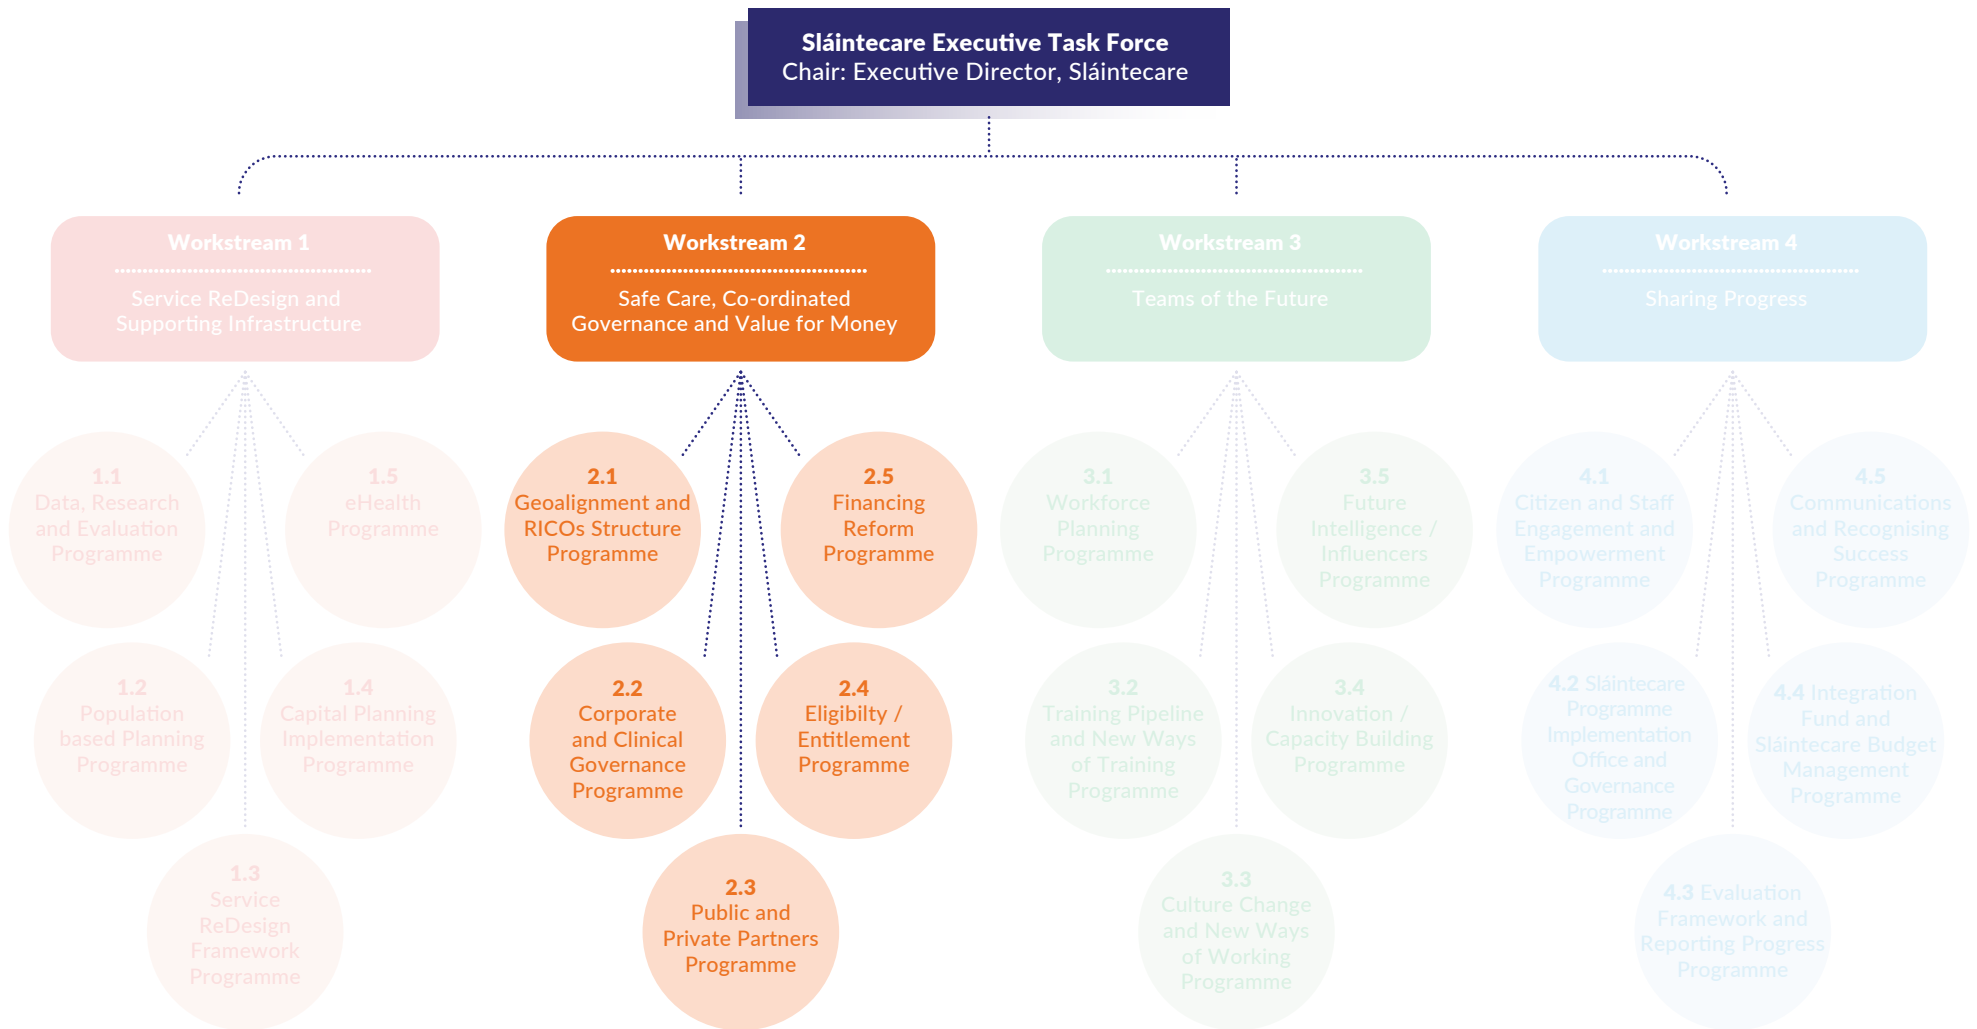 Sláintecare Executive Task Force
Chair: Executive Director, Sláintecare
Workstream 1
Service ReDesign and
Supporting Infrastructure
1.1
Data, Research
and Evaluation
Programme
1.5
eHealth
Programme
1.2
Population
based Planning
Programme
1.4
Capital Planning
Implementation
Programme
1.3
Service
ReDesign
Framework
Programme
Workstream 2
Safe Care, Co-ordinated
Governance and Value for Money
2.1
Geoalignment and
RICOs Structure
Programme
2.5
Financing
Reform
Programme
2.2
Corporate
and Clinical
Governance
Programme
2.4
Eligibilty /
Entitlement
Programme
2.3
Public and
Private Partners
Programme
Workstream 3
Teams of the Future
3.1
Workforce
Planning
Programme
3.5
Future
Intelligence /
Influencers
Programme
3.2
Training Pipeline
and New Ways
of Training
Programme
3.4
Innovation /
Capacity Building
Programme
3.3
Culture Change
and New Ways
of Working
Programme
Workstream 4
Sharing Progress
4.1
Citizen and Staff
Engagement and
Empowerment
Programme
4.5
Communications
and Recognising
Success
Programme
4.2 Sláintecare
Programme
Implementation
Office and
Governance
Programme
4.4 Integration
Fund and
Sláintecare Budget
Management
Programme
4.3 Evaluation
Framework and
Reporting Progress
Programme